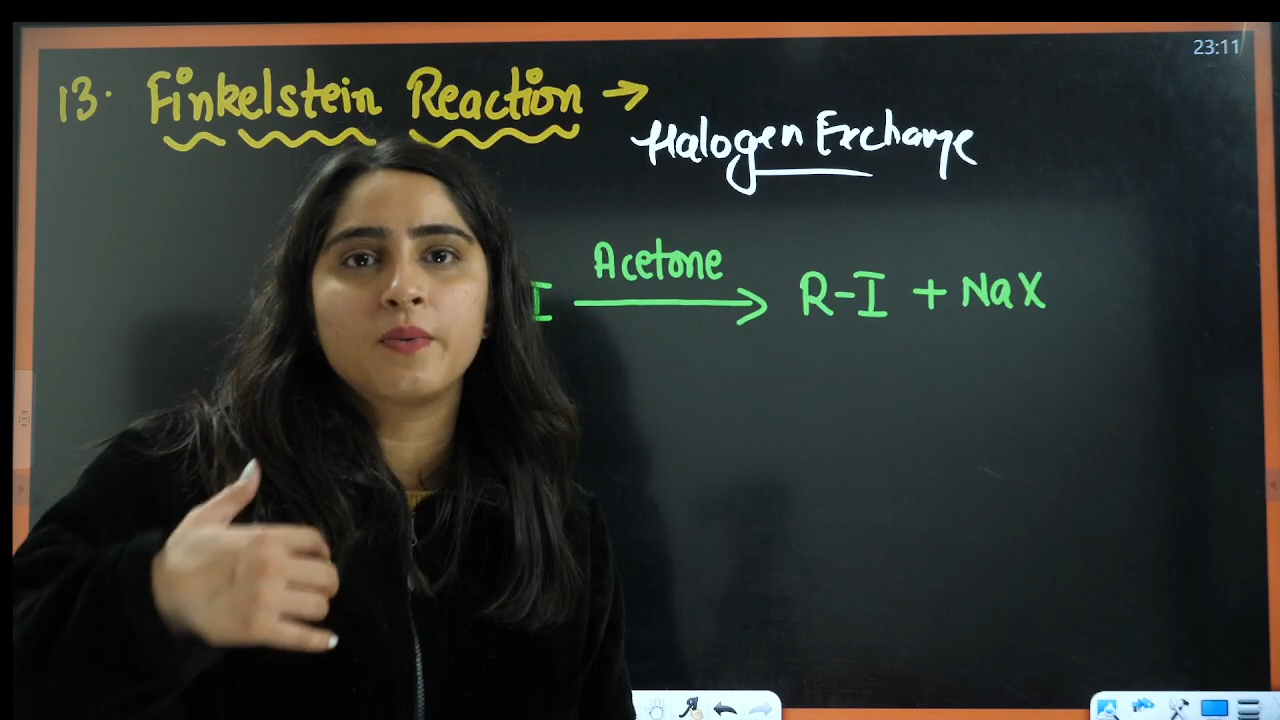 23:11
13. Finkelstein Reaction →
Halogen Exchange
Acetone
I → R-I + NaX